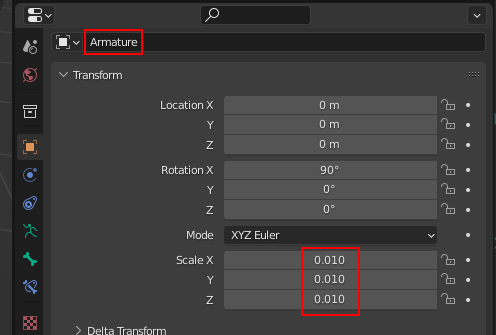 Armature
Transform
Location X 0 m
Y 0 m
Z 0 m
Rotation X 90°
Y 0°
Z 0°
Mode XYZ Euler
Scale X 0.010
Y 0.010
Z 0.010
Delta Transform